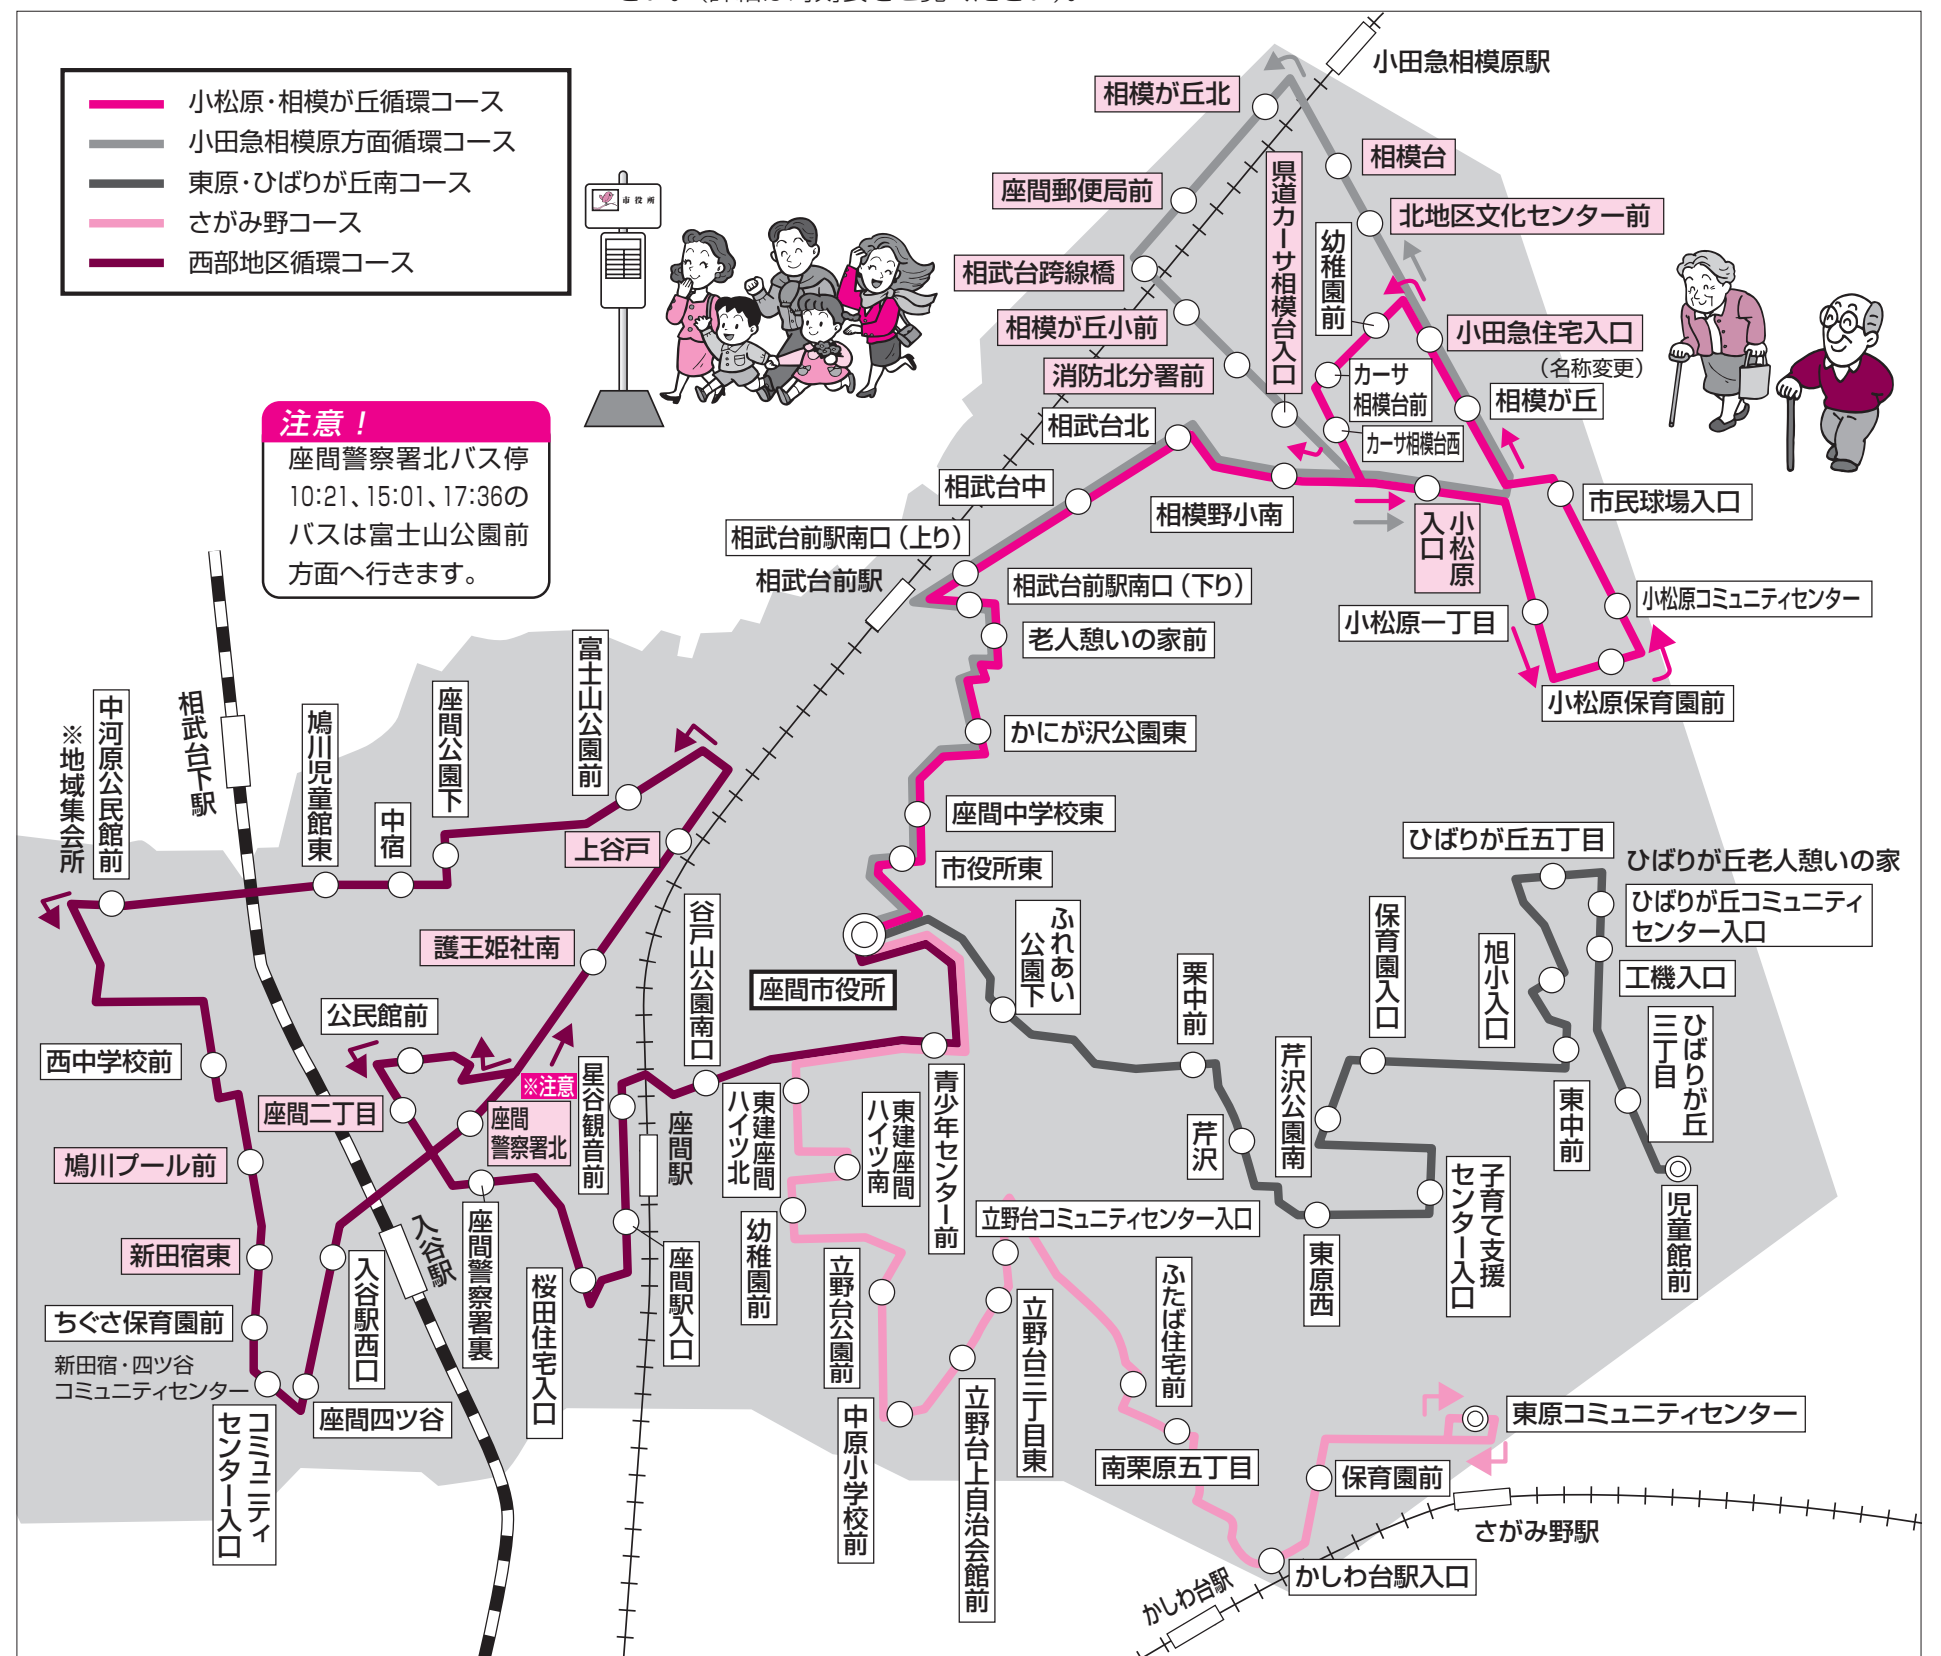 小松原・相模が丘循環コース
小田急相模原方面循環コース
東原・ひばりが丘南コース
さがみ野コース
西部地区循環コース
市役所
注意！
座間警察署北バス停
10:21、15:01、17:36の
バスは富士山公園前
方面へ行きます。
小田急相模原駅
相模が丘北
相模台
座間郵便局前
北地区文化センター前
県道カーサ相模台入口
幼稚園前
相武台跨線橋
相模が丘小前
小田急住宅入口
（名称変更）
消防北分署前
カーサ
相模台前
相模が丘
相武台北
カーサ相模台西
相武台中
相模野小南
市民球場入口
小松原
入口
相武台前駅南口（上り）
相武台前駅
相武台前駅南口（下り）
小松原コミュニティセンター
小松原一丁目
老人憩いの家前
小松原保育園前
かにが沢公園東
座間中学校東
市役所東
富士山公園前
座間公園下
鳩川児童館東
中宿
相武台下駅
中河原公民館前
※地域集会所
上谷戸
護王姫社南
谷戸山公園南口
座間市役所
ふれあい
公園下
公民館前
西中学校前
座間二丁目
※注意
座間
警察署北
星谷観音前
座間駅
鳩川プール前
新田宿東
ちぐさ保育園前
新田宿・四ツ谷
コミュニティセンター
コミュニティ
センター入口
座間四ツ谷
入谷駅西口
入谷駅
座間警察署裏
桜田住宅入口
座間駅入口
東建座間
ハイツ北
東建座間
ハイツ南
青少年センター前
幼稚園前
立野台公園前
中原小学校前
立野台上自治会館前
立野台三丁目東
立野台コミュニティセンター入口
ふたば住宅前
南栗原五丁目
かしわ台駅入口
かしわ台駅
保育園前
さがみ野駅
東原コミュニティセンター
栗中前
芹沢
東原西
子育て支援
センター入口
芹沢公園南
保育園入口
東中前
旭小入口
ひばりが丘五丁目
ひばりが丘老人憩いの家
ひばりが丘コミュニティ
センター入口
工機入口
ひばりが丘
三丁目
児童館前